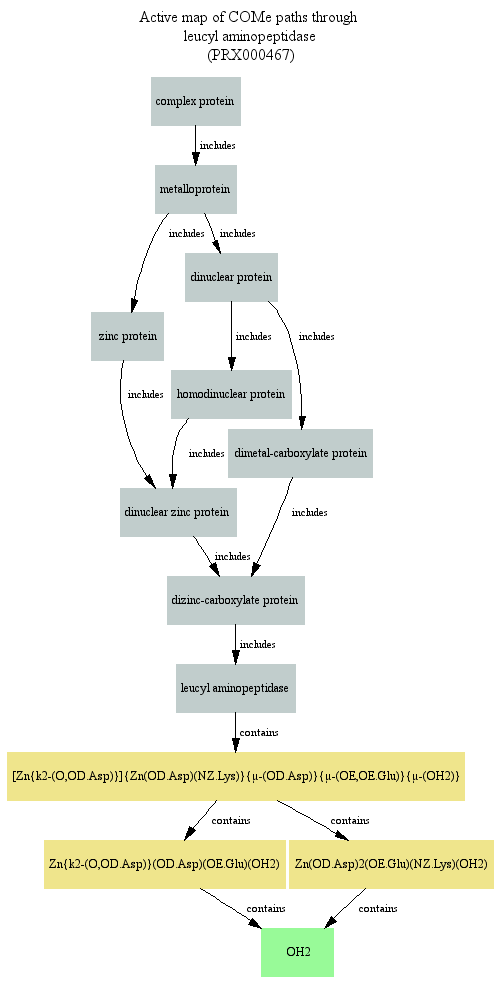 Active map of COMe paths through
leucyl aminopeptidase
(PRX000467)
complex protein
includes
metalloprotein
includes
includes
dinuclear protein
zinc protein
includes
includes
homodinuclear protein
includes
dimetal-carboxylate protein
includes
dinuclear zinc protein
includes
includes
dizinc-carboxylate protein
includes
leucyl aminopeptidase
contains
[Zn{k2-(O,OD.Asp)}]{Zn(OD.Asp)(NZ.Lys)}{μ-(OD.Asp)}{μ-(OE,OE.Glu)}{μ-(OH2)}
contains
contains
Zn{k2-(O,OD.Asp)}(OD.Asp)(OE.Glu)(OH2)
Zn(OD.Asp)2(OE.Glu)(NZ.Lys)(OH2)
contains
contains
OH2